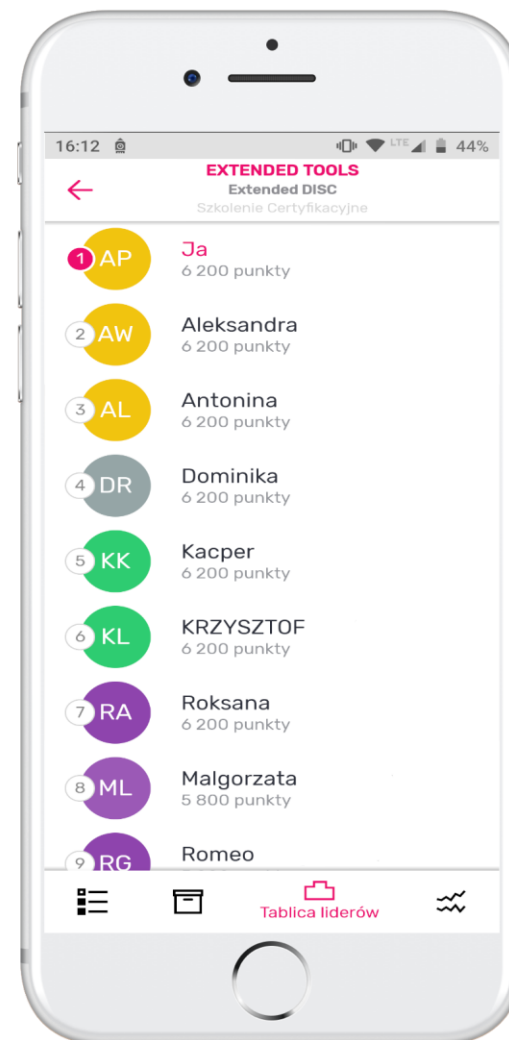 16:12 LTE 44%
EXTENDED TOOLS
Extended DISC
Szkolenie Certyfikacyjne
1 AP Ja
6 200 punkty
2 AW Aleksandra
6 200 punkty
3 AL Antonina
6 200 punkty
4 DR Dominika
6 200 punkty
5 KK Kacper
6 200 punkty
6 KL KRZYSZTOF
6 200 punkty
7 RA Roksana
6 200 punkty
8 ML Malgorzata
5 800 punkty
9 RG Romeo
Tablica liderów